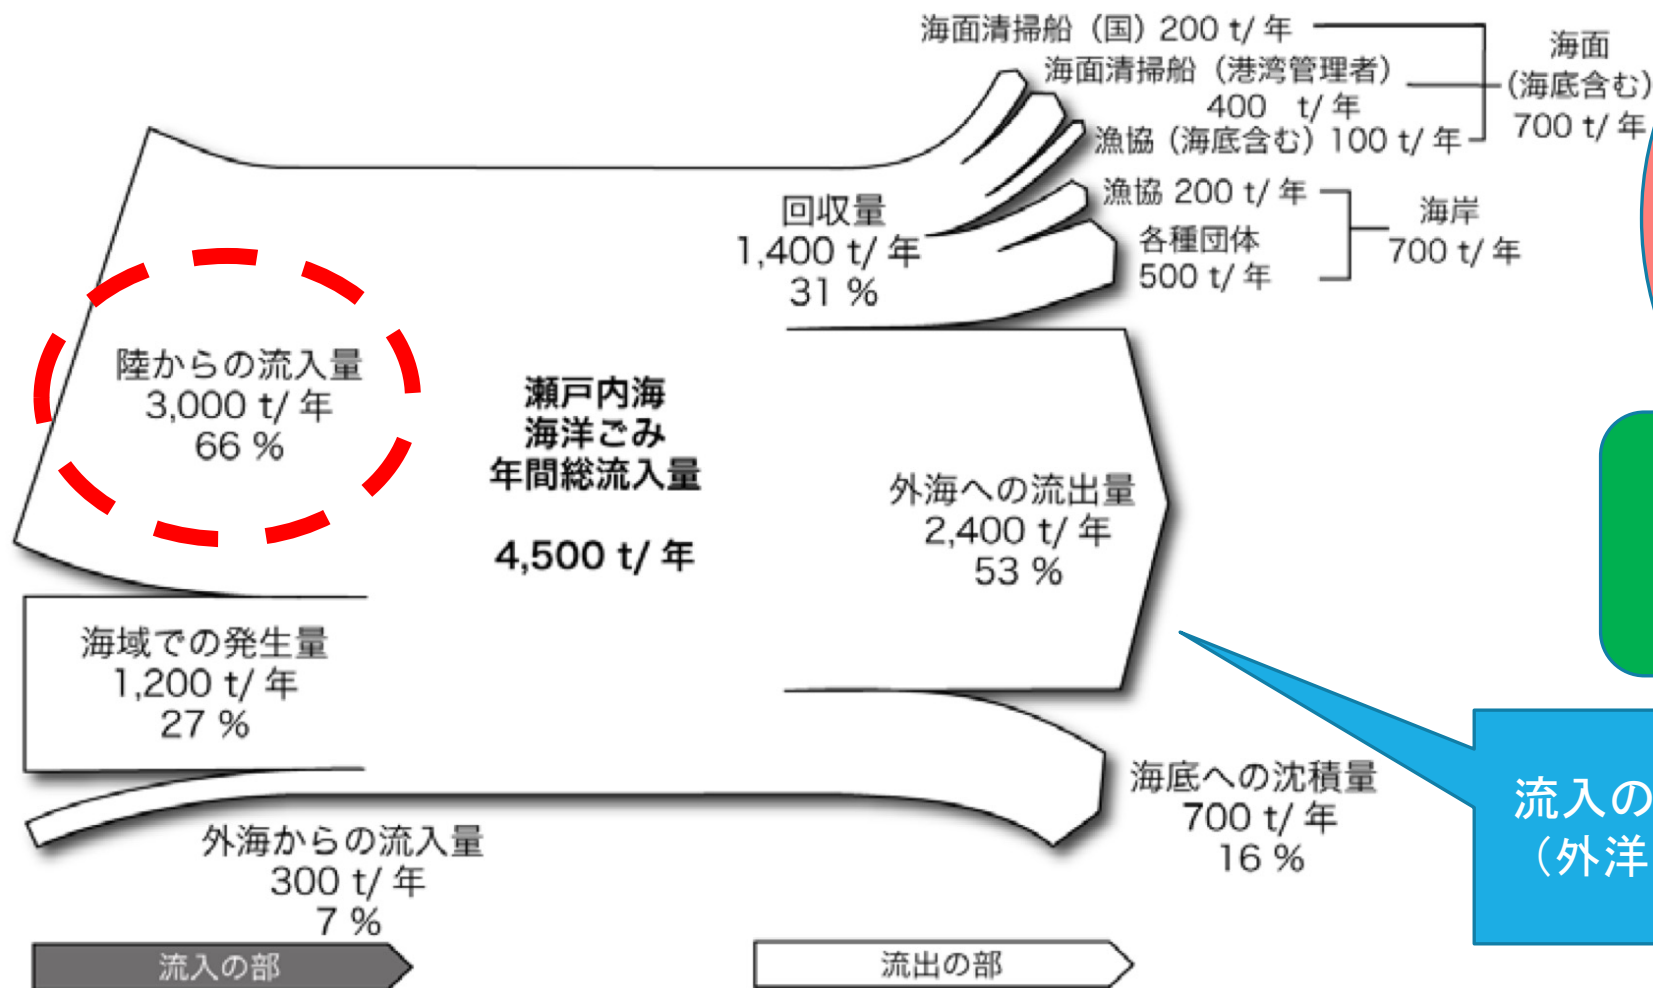 海面清掃船（国）200 t/ 年
海面清掃船（港湾管理者）
400 t/ 年
漁協（海底含む）100 t/ 年
海面
(海底含む)
700 t/ 年
漁協 200 t/ 年
各種団体
500 t/ 年
海岸
700 t/ 年
回収量
1,400 t/ 年
31 %
陸からの流入量
3,000 t/ 年
66 %
瀬戸内海
海洋ごみ
年間総流入量
4,500 t/ 年
外海への流出量
2,400 t/ 年
53 %
海域での発生量
1,200 t/ 年
27 %
海底への沈積量
700 t/ 年
16 %
外海からの流入量
300 t/ 年
7 %
流入の
（外洋
流入の部
流出の部